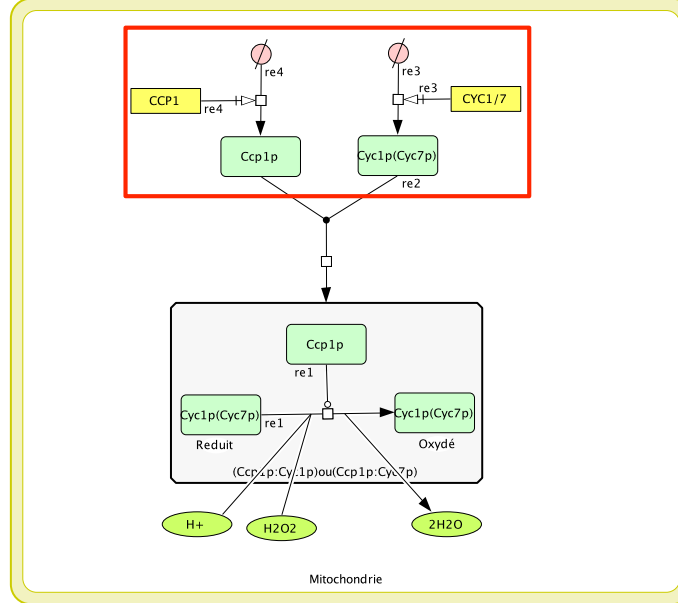 re4
re3
CCP1
re4
re3
CYC1/7
Ccp1p
Cyc1p(Cyc7p)
re2
Ccp1p
re1
Cyc1p(Cyc7p)
re1
Cyc1p(Cyc7p)
Reduit
Oxydé
(Ccp1p:Cyc1p)ou(Ccp1p:Cyc7p)
H+
H2O2
2H2O
Mitochondrie